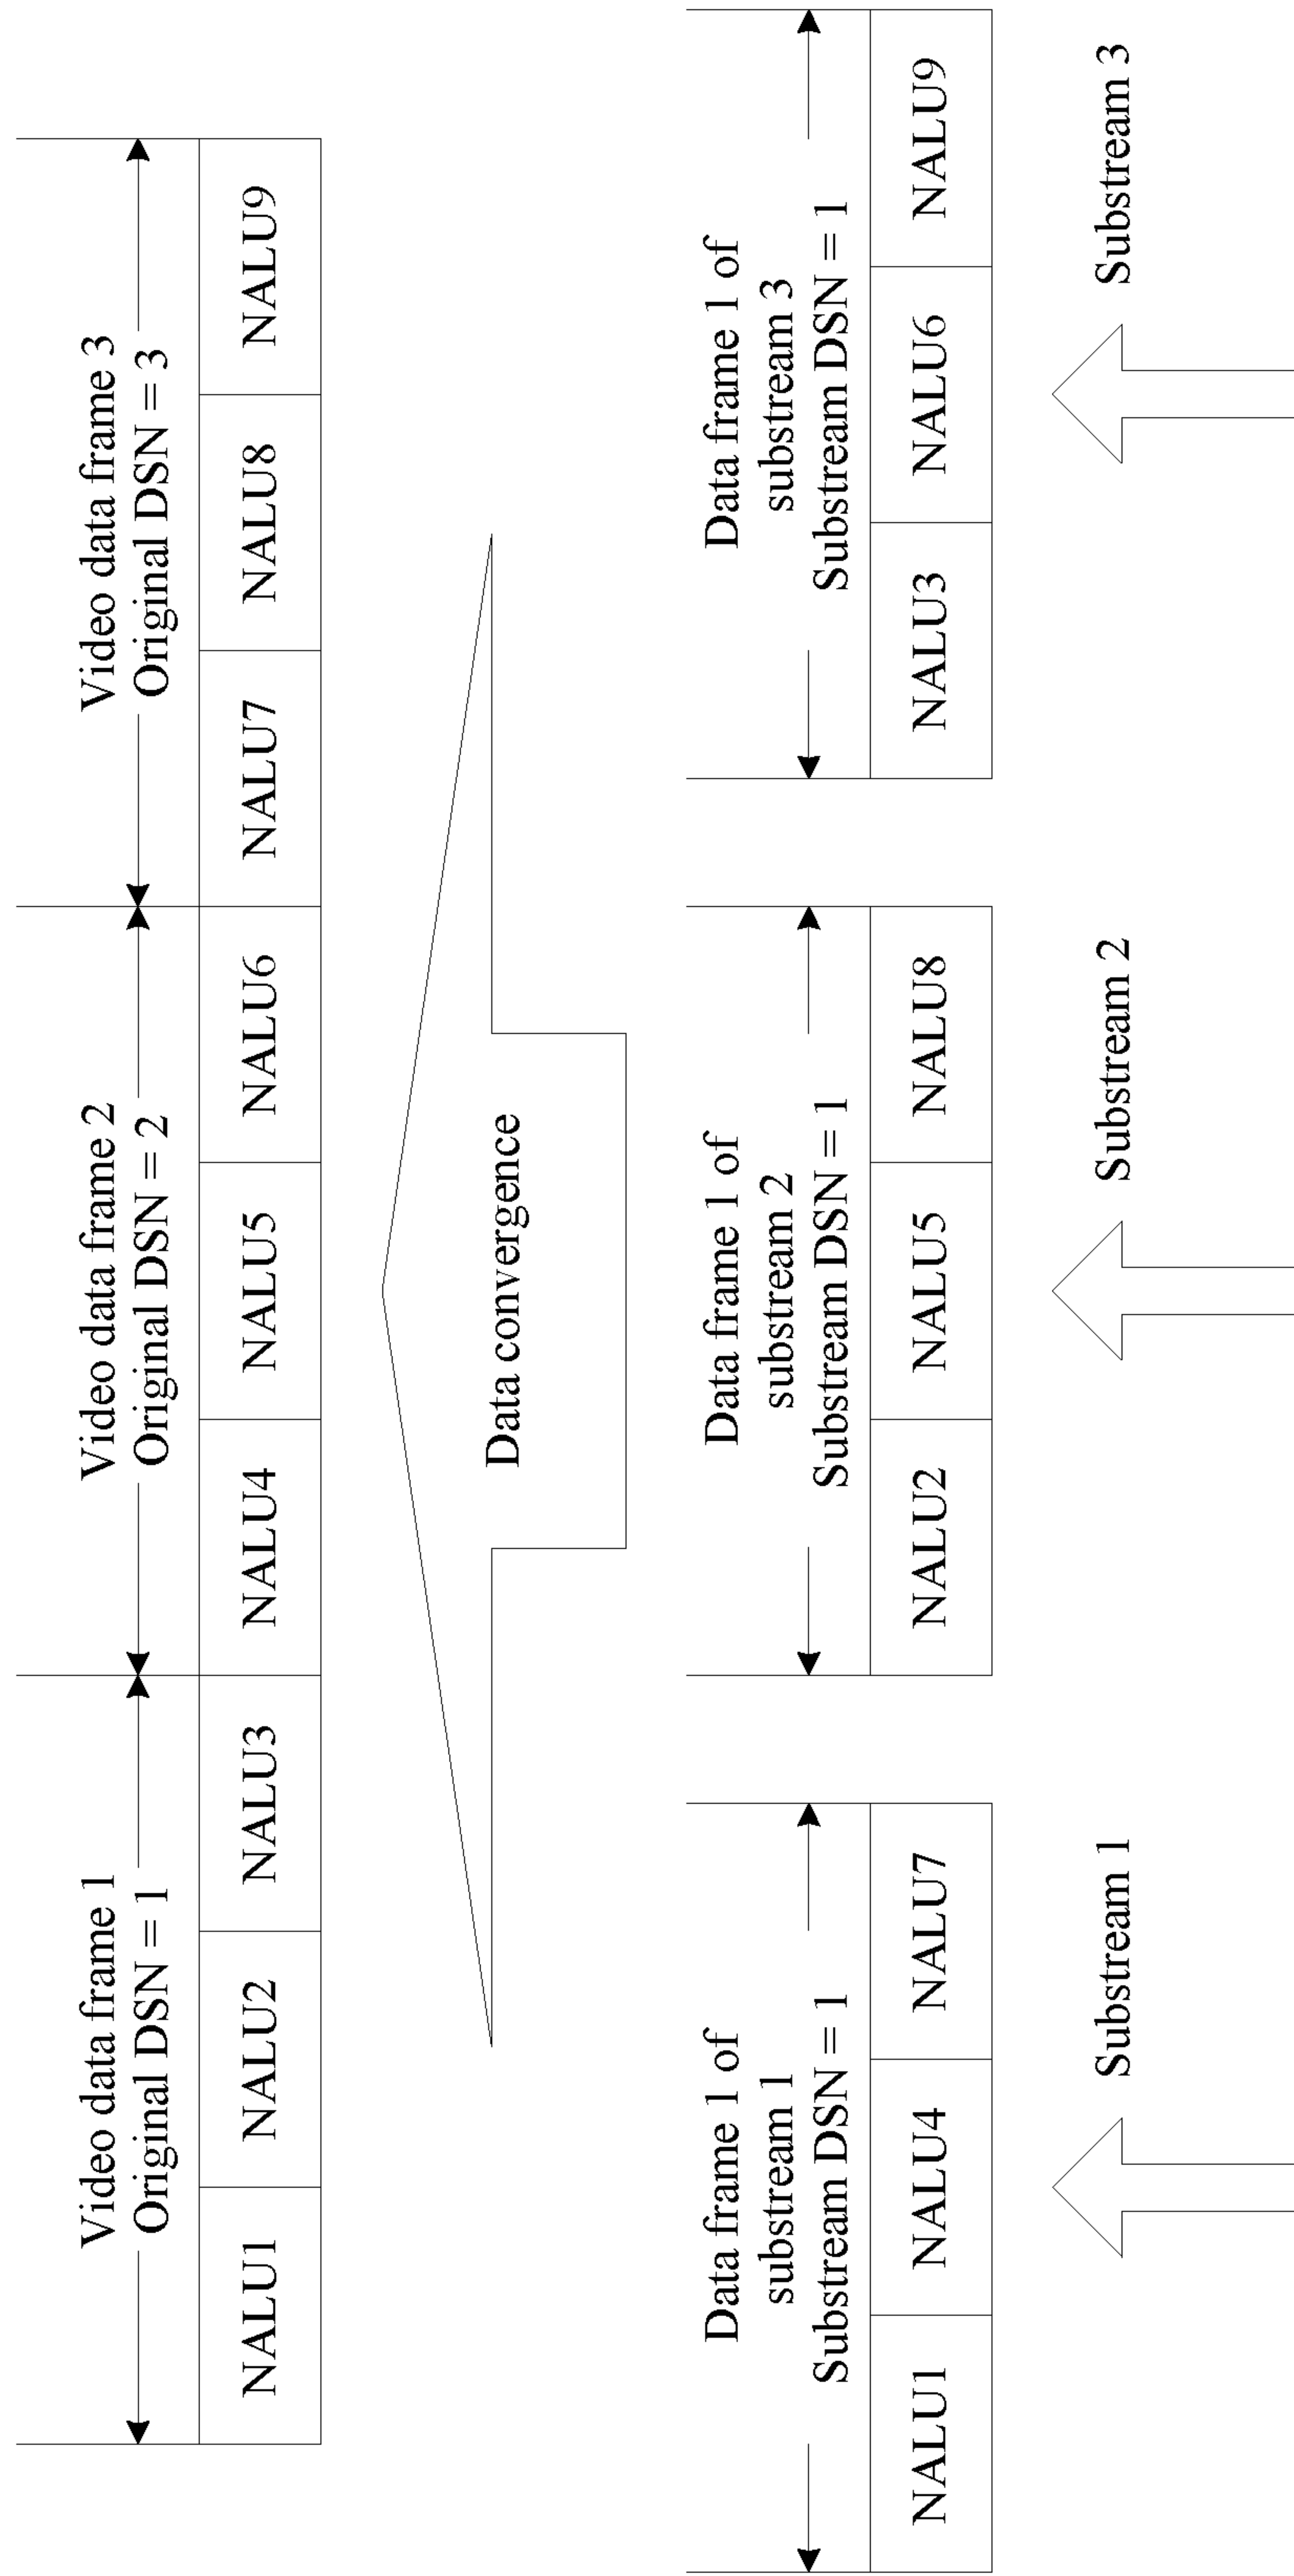 Video data frame 1
Original DSN = 1
Video data frame 2
Original DSN = 2
Video data frame 3
Original DSN = 3
NALU1
NALU2
NALU3
NALU4
NALU5
NALU6
NALU7
NALU8
NALU9
Data convergence
Data frame 1 of
substream 1
Substream DSN = 1
Data frame 1 of
substream 2
Substream DSN = 1
Data frame 1 of
substream 3
Substream DSN = 1
NALU1
NALU4
NALU7
NALU2
NALU5
NALU8
NALU3
NALU6
NALU9
Substream 1
Substream 2
Substream 3